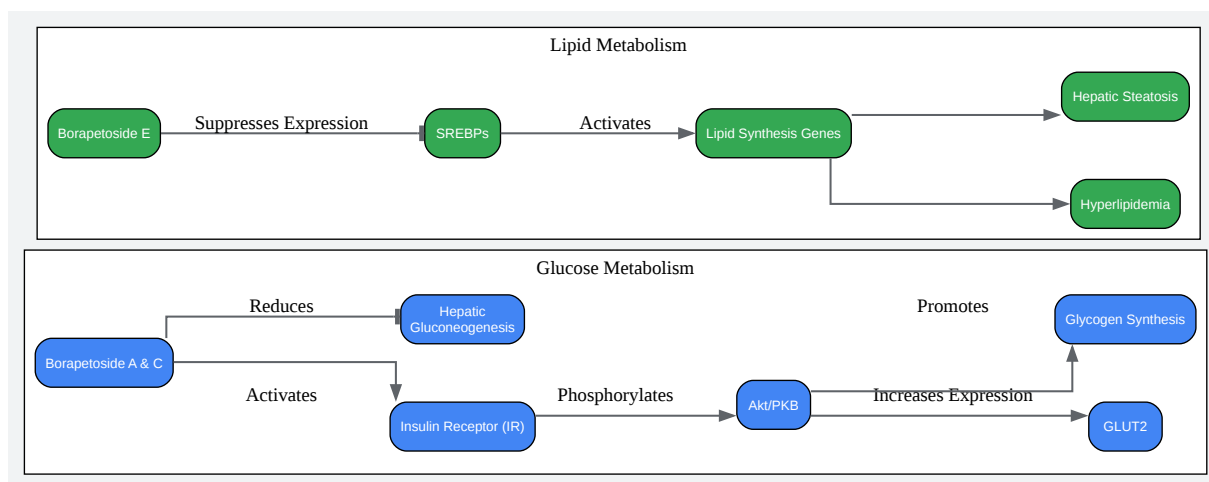 Lipid Metabolism
Hepatic Steatosis
Borapetoside E
Suppresses Expression
SREBPs
Activates
Lipid Synthesis Genes
Hyperlipidemia
Glucose Metabolism
Reduces
Hepatic
Gluconeogenesis
Promotes
Glycogen Synthesis
Borapetoside A & C
Activates
Insulin Receptor (IR)
Phosphorylates
Akt/PKB
Increases Expression
GLUT2